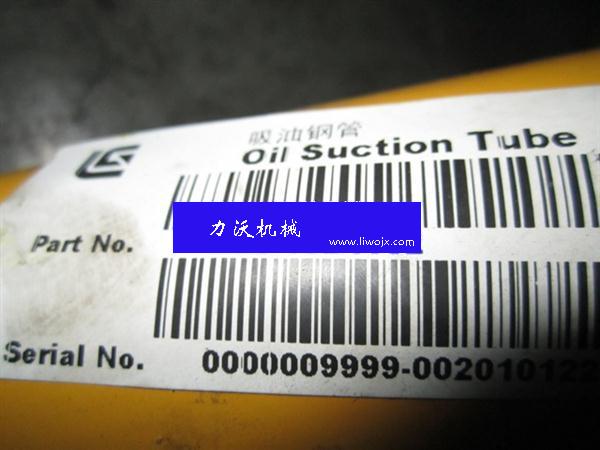 吸油钢管
Oil Suction Tube
力沃机械
Part No.
www.liwojx.com
Serial No. 0000009999-002010122